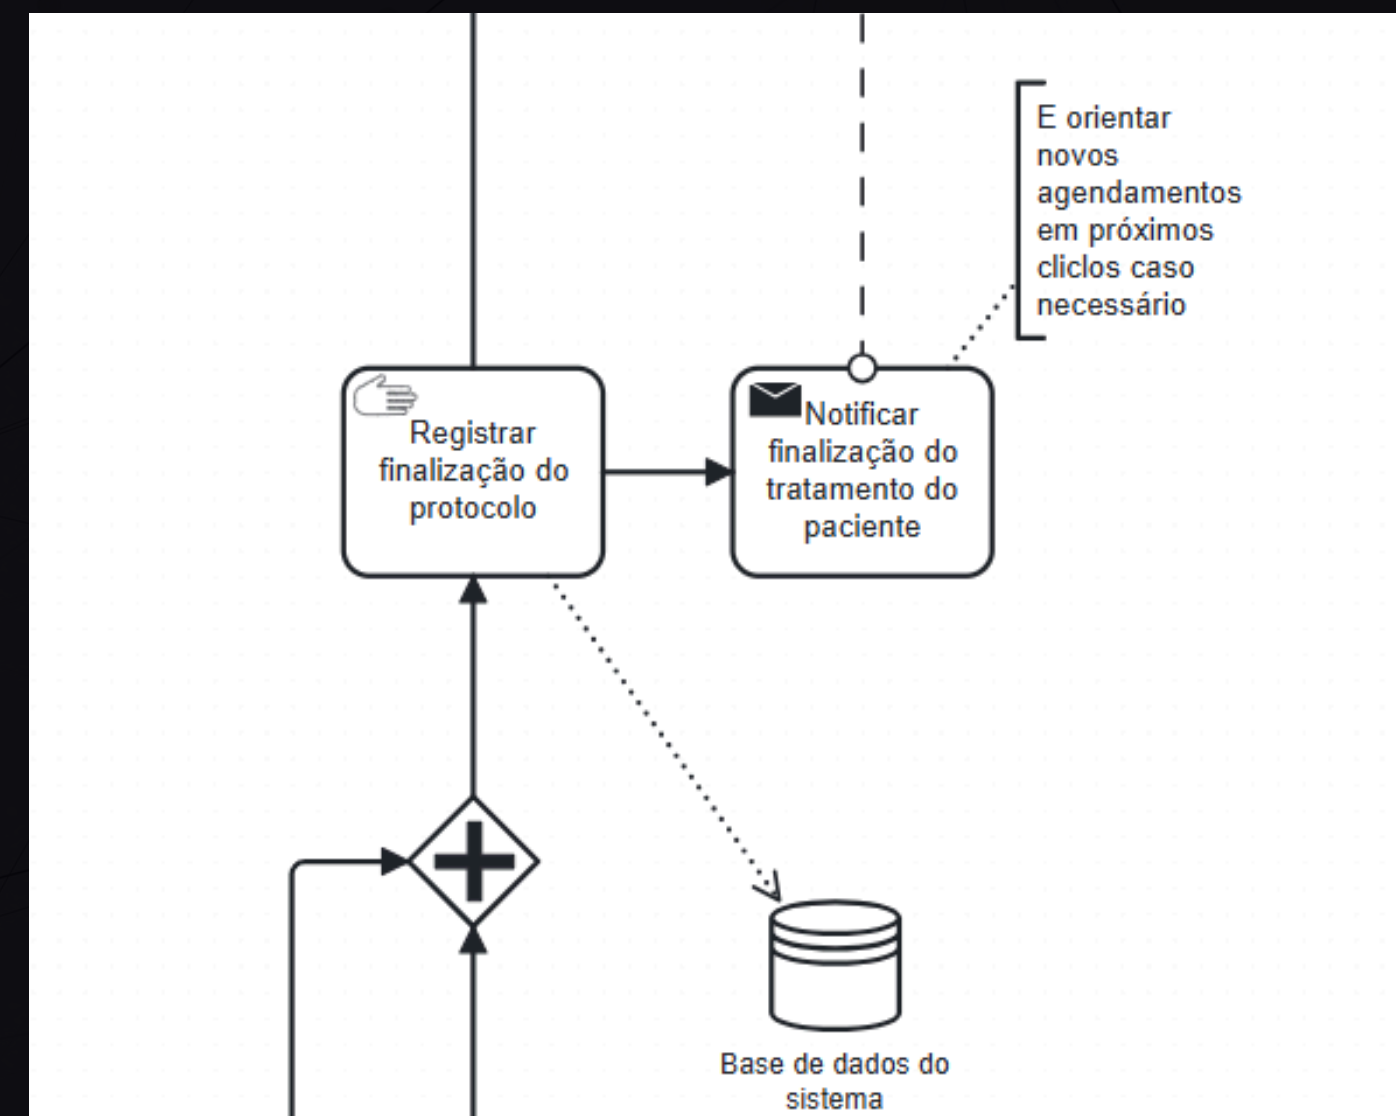 E orientar
novos
agendamentos
em próximos
cliclos caso
necessário
Registrar
finalização do
protocolo
Notificar
finalização do
tratamento do
paciente
Base de dados do
sistema